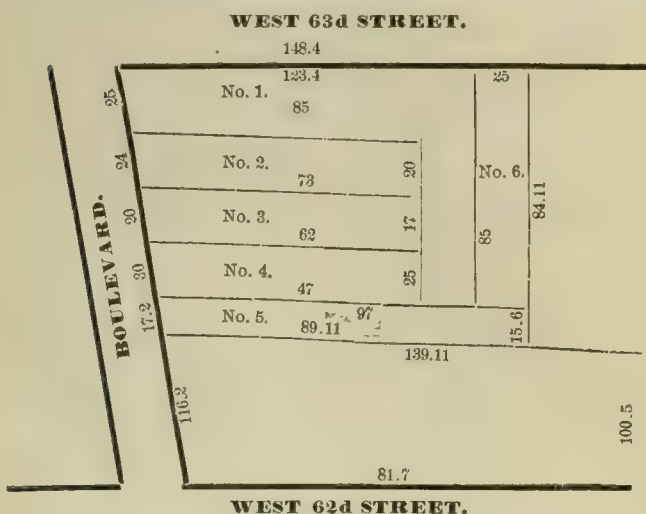 WEST 63d STREET.
148.4
123.4
25
No. 1.
85
25
24
No. 2.
73
20
No. 6.
84.11
20
No. 3.
62
17
85
30
No. 4.
47
25
BOULEVARD.
17.2
No. 5.
97
89.11
15.6
139.11
116.2
100.5
81.7
WEST 62d STREET.